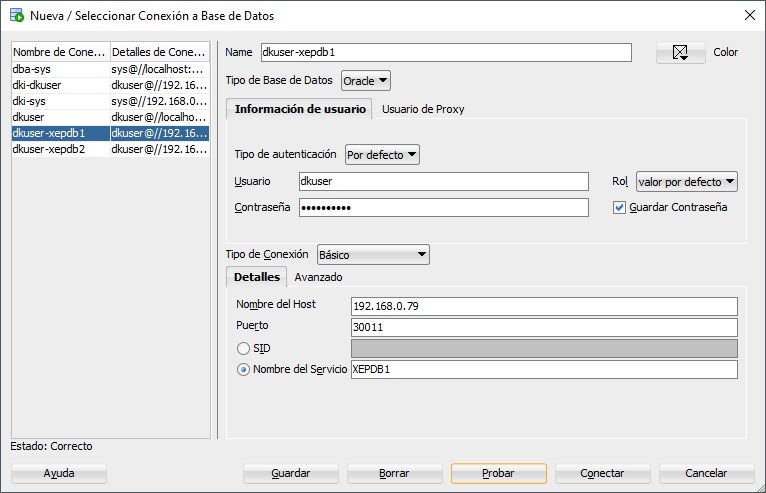 Nueva / Seleccionar Conexión a Base de Datos
Nombre de Cone... Detalles de Cone...
dba-sys sys@//localhost:...
dki-dkuser dkuser@//192.16...
dki-sys sys@//192.168.0...
dkuser dkuser@//localho...
dkuser-xepdb1 dkuser@//192.16...
dkuser-xepdb2 dkuser@//192.16...
Name dkuser-xepdb1 Color
Tipo de Base de Datos Oracle
Información de usuario Usuario de Proxy
Tipo de autenticación Por defecto
Usuario dkuser Rol valor por defecto
Contraseña •••••••••• Guardar Contraseña
Tipo de Conexión Básico
Detalles Avanzado
Nombre del Host 192.168.0.79
Puerto 30011
SID
Nombre del Servicio XEPDB1
Estado: Correcto
Ayuda Guardar Borrar Probar Conectar Cancelar